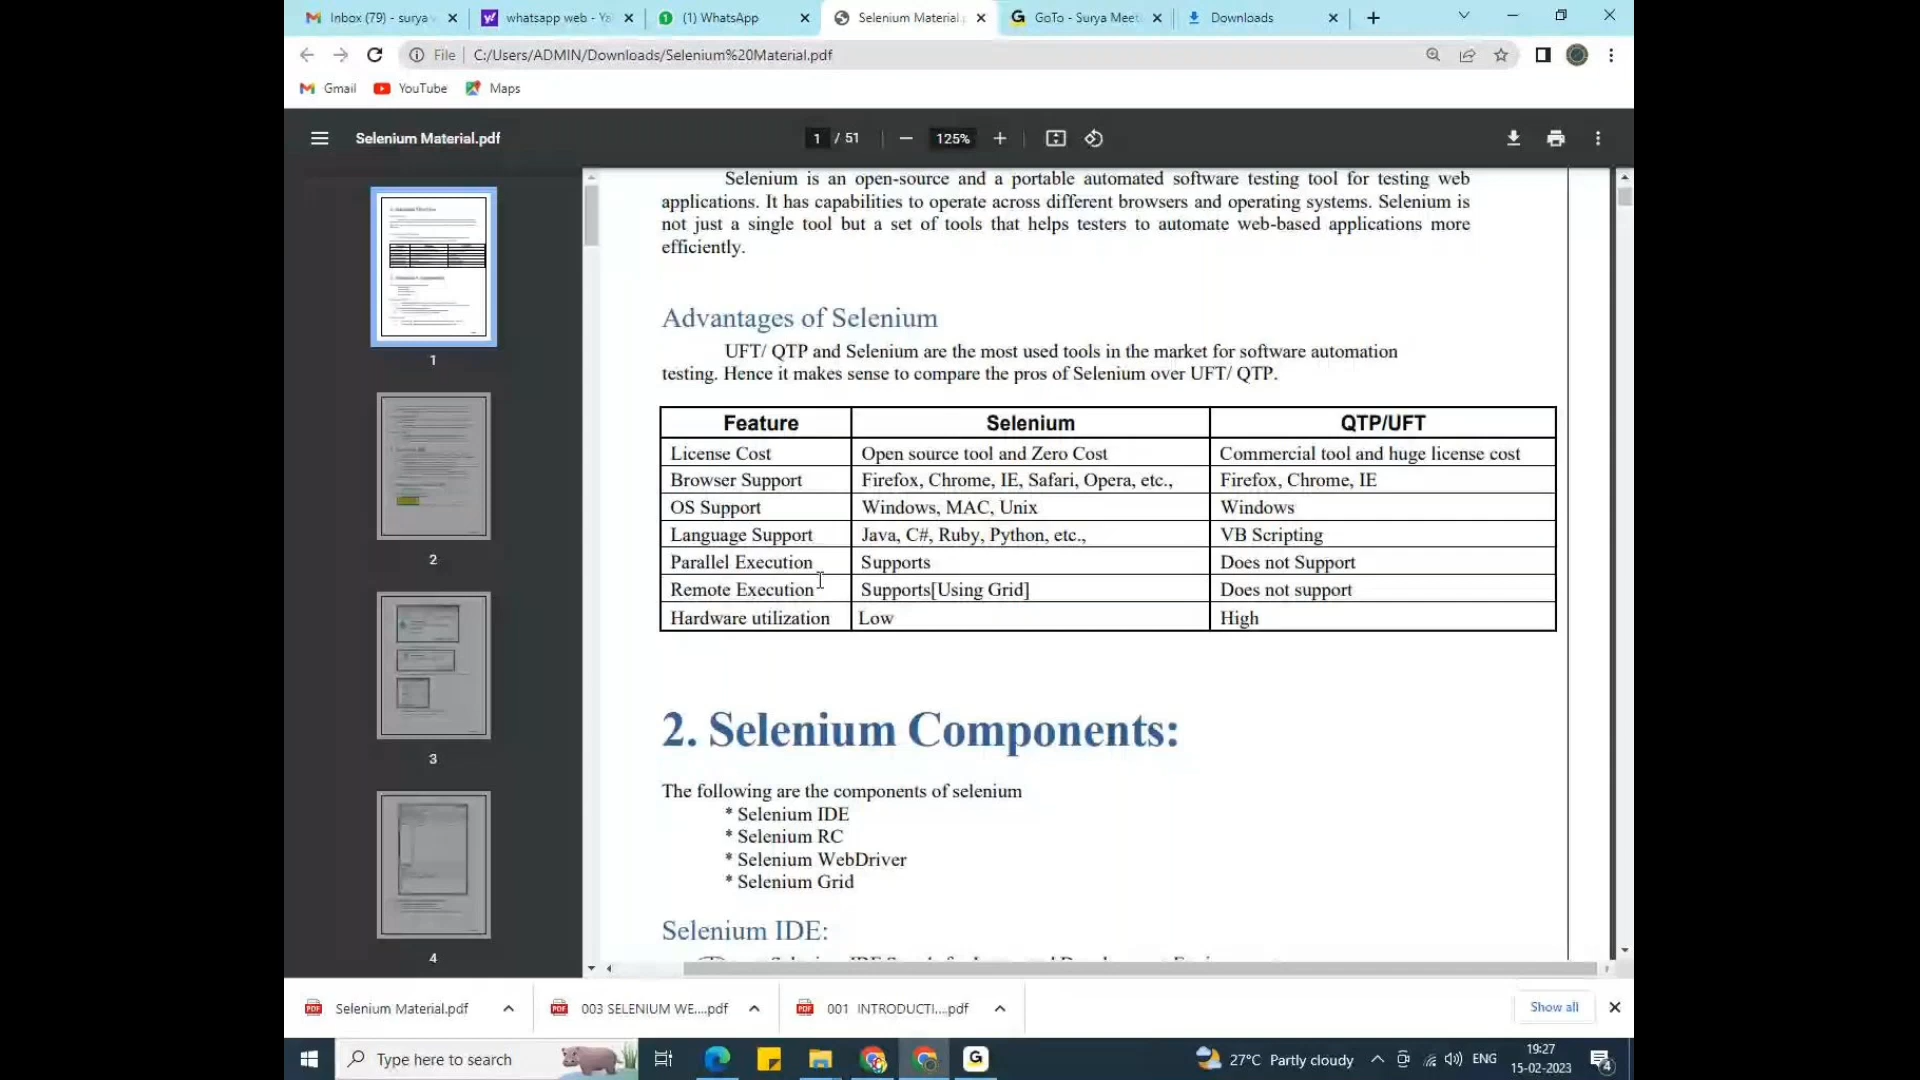 Inbox (79) - surya
whatsapp web - Ya
(1) WhatsApp
Selenium Material
GoTo - Surya Meet
Downloads
File
C:/Users/ADMIN/Downloads/Selenium%20Material.pdf
Gmail
YouTube
Maps
Selenium Material.pdf
1 / 51
125%
Selenium is an open-source and a portable automated software testing tool for testing web
applications. It has capabilities to operate across different browsers and operating systems. Selenium is
not just a single tool but a set of tools that helps testers to automate web-based applications more
efficiently.
Advantages of Selenium
UFT/ QTP and Selenium are the most used tools in the market for software automation
testing. Hence it makes sense to compare the pros of Selenium over UFT/ QTP.
Feature Selenium QTP/UFT
License Cost Open source tool and Zero Cost Commercial tool and huge license cost
Browser Support Firefox, Chrome, IE, Safari, Opera, etc., Firefox, Chrome, IE
OS Support Windows, MAC, Unix Windows
Language Support Java, C#, Ruby, Python, etc., VB Scripting
Parallel Execution Supports Does not Support
Remote Execution Supports[Using Grid] Does not support
Hardware utilization Low High
2. Selenium Components:
The following are the components of selenium
* Selenium IDE
* Selenium RC
* Selenium WebDriver
* Selenium Grid
Selenium IDE:
1
2
3
4
Selenium Material.pdf
003 SELENIUM WE....pdf
001 INTRODUCTI....pdf
Show all
Type here to search
27°C Partly cloudy
ENG
19:27
15-02-2023
4